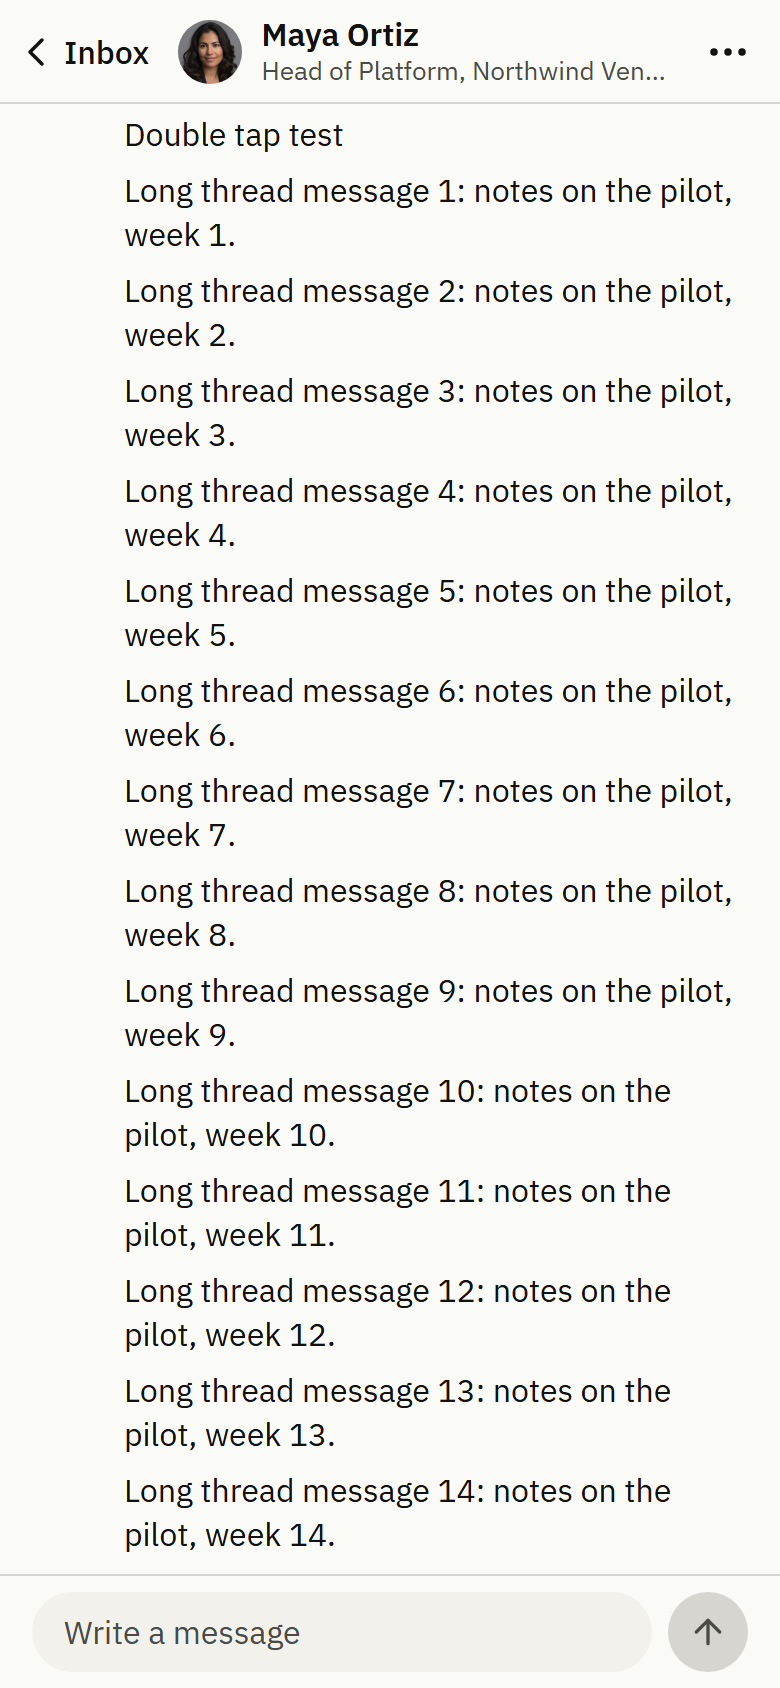 Inbox
Maya Ortiz
Head of Platform, Northwind Ven...
Double tap test
Long thread message 1: notes on the pilot,
week 1.
Long thread message 2: notes on the pilot,
week 2.
Long thread message 3: notes on the pilot,
week 3.
Long thread message 4: notes on the pilot,
week 4.
Long thread message 5: notes on the pilot,
week 5.
Long thread message 6: notes on the pilot,
week 6.
Long thread message 7: notes on the pilot,
week 7.
Long thread message 8: notes on the pilot,
week 8.
Long thread message 9: notes on the pilot,
week 9.
Long thread message 10: notes on the
pilot, week 10.
Long thread message 11: notes on the
pilot, week 11.
Long thread message 12: notes on the
pilot, week 12.
Long thread message 13: notes on the
pilot, week 13.
Long thread message 14: notes on the
pilot, week 14.
Write a message